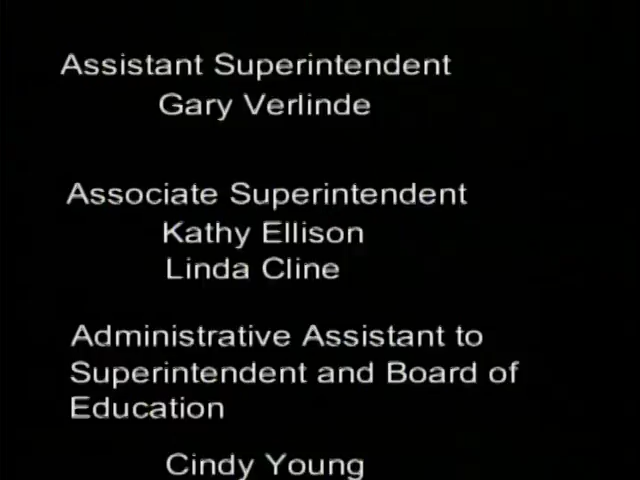 Assistant Superintendent
Gary Verlinde
Associate Superintendent
Kathy Ellison
Linda Cline
Administrative Assistant to
Superintendent and Board of
Education
Cindy Young